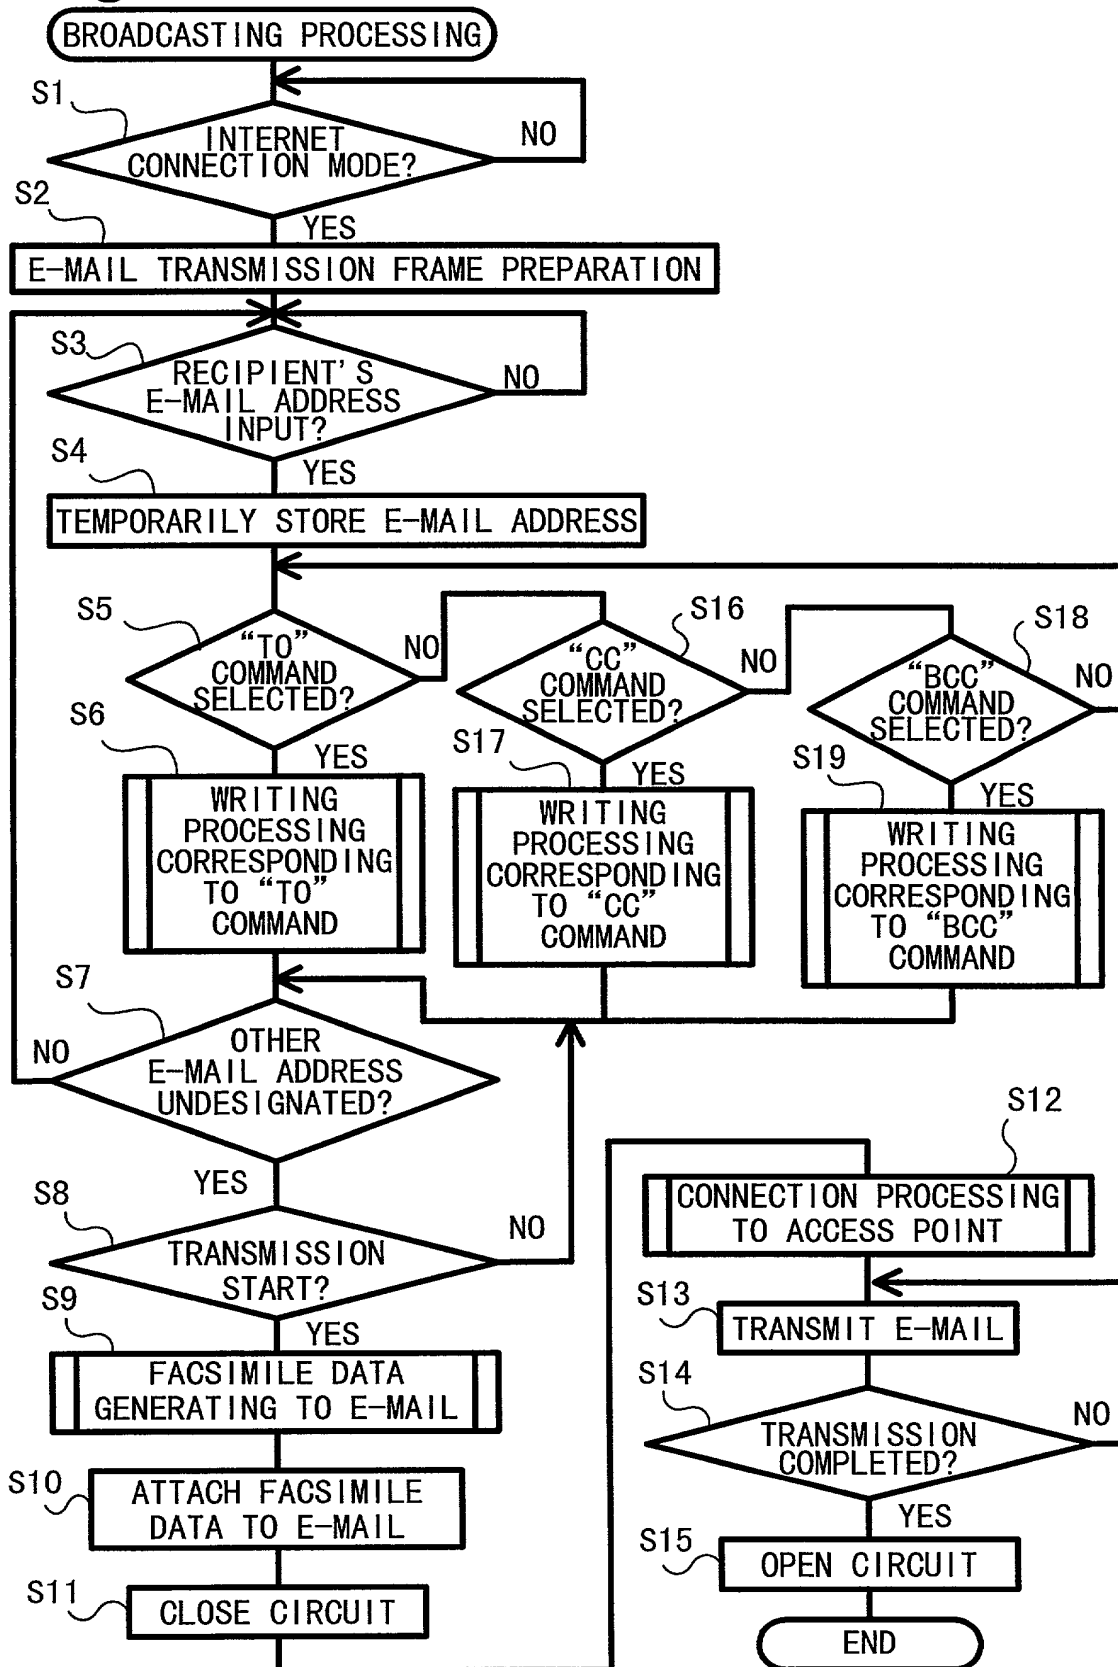 BROADCASTING PROCESSING
S1
INTERNET
CONNECTION MODE?
NO
YES
S2
E-MAIL TRANSMISSION FRAME PREPARATION
S3
RECIPIENT'S
E-MAIL ADDRESS
INPUT?
NO
YES
S4
TEMPORARILY STORE E-MAIL ADDRESS
S5
“TO”
COMMAND
SELECTED?
NO
YES
S16
“CC”
COMMAND
SELECTED?
NO
YES
S18
“BCC”
COMMAND
SELECTED?
NO
YES
S6
WRITING
PROCESSING
CORRESPONDING
TO “TO”
COMMAND
S17
WRITING
PROCESSING
CORRESPONDING
TO “CC”
COMMAND
S19
WRITING
PROCESSING
CORRESPONDING
TO “BCC”
COMMAND
S7
OTHER
E-MAIL ADDRESS
UNDESIGNATED?
NO
YES
S8
TRANSMISSION
START?
NO
YES
S9
FACSIMILE DATA
GENERATING TO E-MAIL
S10
ATTACH FACSIMILE
DATA TO E-MAIL
S11
CLOSE CIRCUIT
S12
CONNECTION PROCESSING
TO ACCESS POINT
S13
TRANSMIT E-MAIL
S14
TRANSMISSION
COMPLETED?
NO
YES
S15
OPEN CIRCUIT
END